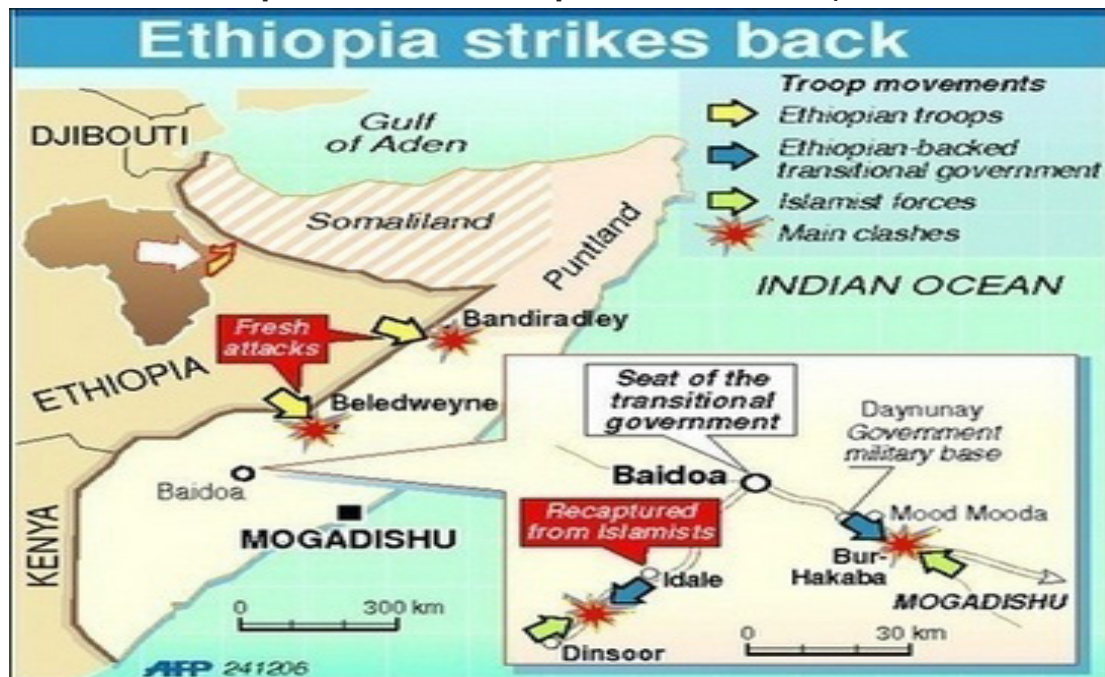 Ethiopia strikes back
Troop movements
Ethiopian troops
Ethiopian-backed
transitional government
Islamist forces
Main clashes
DJIBOUTI
Gulf
of Aden
Somaliland
Puntland
INDIAN OCEAN
Fresh
attacks
Bandiradley
ETHIOPIA
Beledweyne
Baidoa
MOGADISHU
KENYA
0 300 km
Seat of the
transitional
government
Daynunay
Government
military base
Baidoa
Recaptured
from Islamists
Mood Mooda
Bur-
Hakaba
Idale
MOGADISHU
Dinsoor
0 30 km
AFP 241206